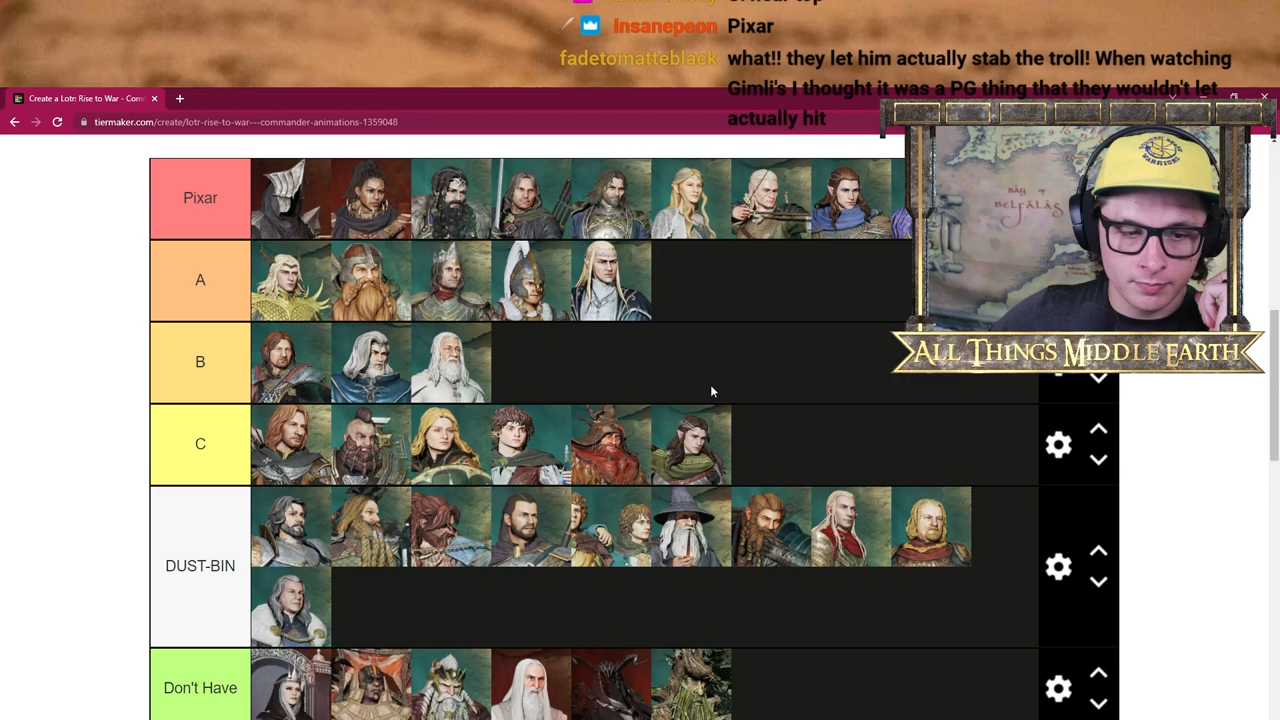 Insanepeon Pixar
fadetomatteblack what!! they let him actually stab the troll! When watching
Gimli's I thought it was a PG thing that they wouldn't let
actually hit
Create a Lotr: Rise to War - Com
tiermaker.com/create/lotr-rise-to-war---commander-animations-1359048
Pixar
A
B
C
DUST-BIN
Don't Have
BELFALAS
ALL THINGS MIDDLE EARTH